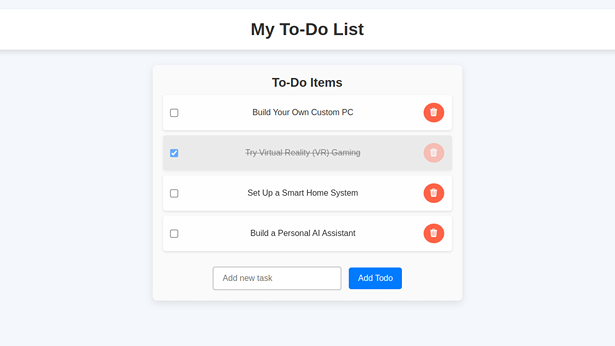 My To-Do List
To-Do Items
Build Your Own Custom PC
Try Virtual Reality (VR) Gaming
Set Up a Smart Home System
Build a Personal AI Assistant
Add new task
Add Todo